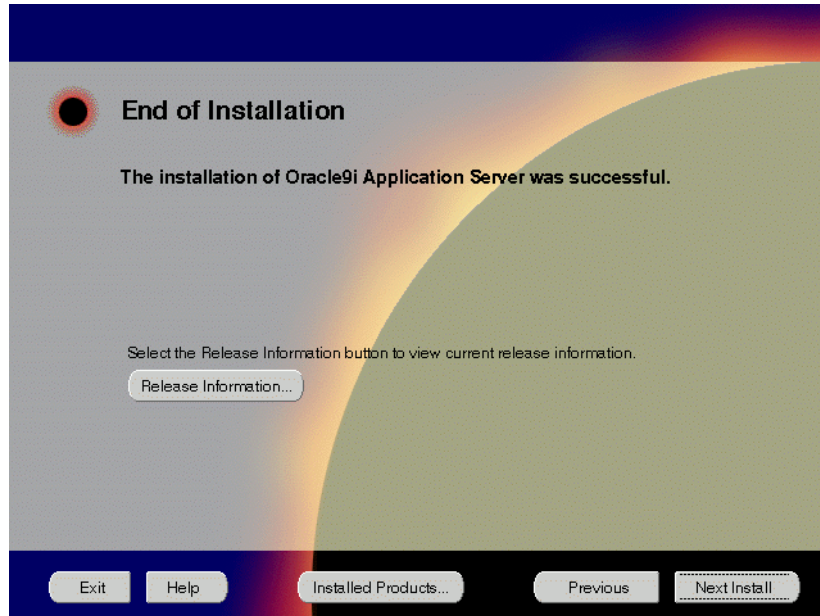 End of Installation
The installation of Oracle9i Application Server was successful.
Select the Release Information button to view current release information.
Release Information...
Exit
Help
Installed Products...
Previous
Next Install